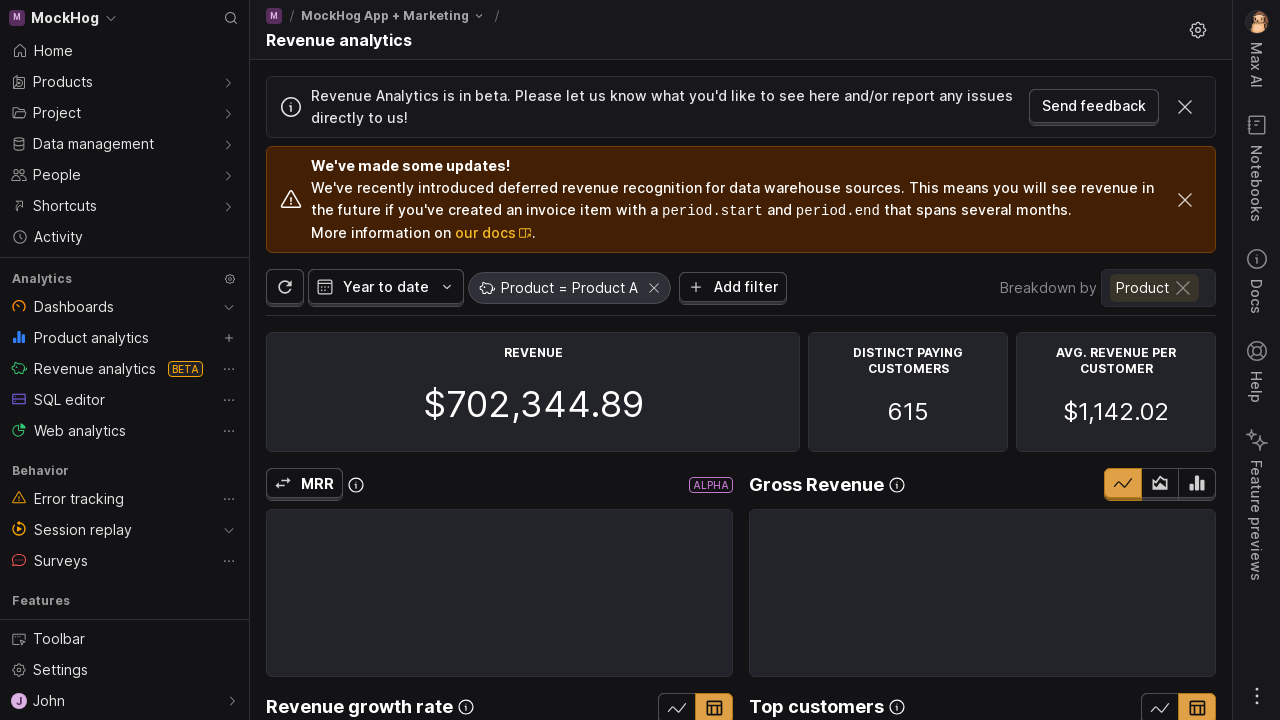 M MockHog
Home
Products
Project
Data management
People
Shortcuts
Activity
Analytics
Dashboards
Product analytics
Revenue analytics BETA
SQL editor
Web analytics
Behavior
Error tracking
Session replay
Surveys
Features
Toolbar
Settings
J John
M / MockHog App + Marketing /
Revenue analytics
Revenue Analytics is in beta. Please let us know what you'd like to see here and/or report any issues
directly to us!
Send feedback
We've made some updates!
We've recently introduced deferred revenue recognition for data warehouse sources. This means you will see revenue in
the future if you've created an invoice item with a period.start and period.end that spans several months.
More information on our docs.
Year to date
Product = Product A
Add filter
Breakdown by Product
REVENUE
$702,344.89
DISTINCT PAYING
CUSTOMERS
615
AVG. REVENUE PER
CUSTOMER
$1,142.02
MRR
ALPHA
Gross Revenue
Revenue growth rate
Top customers
Max AI
Notebooks
Docs
Help
Feature previews